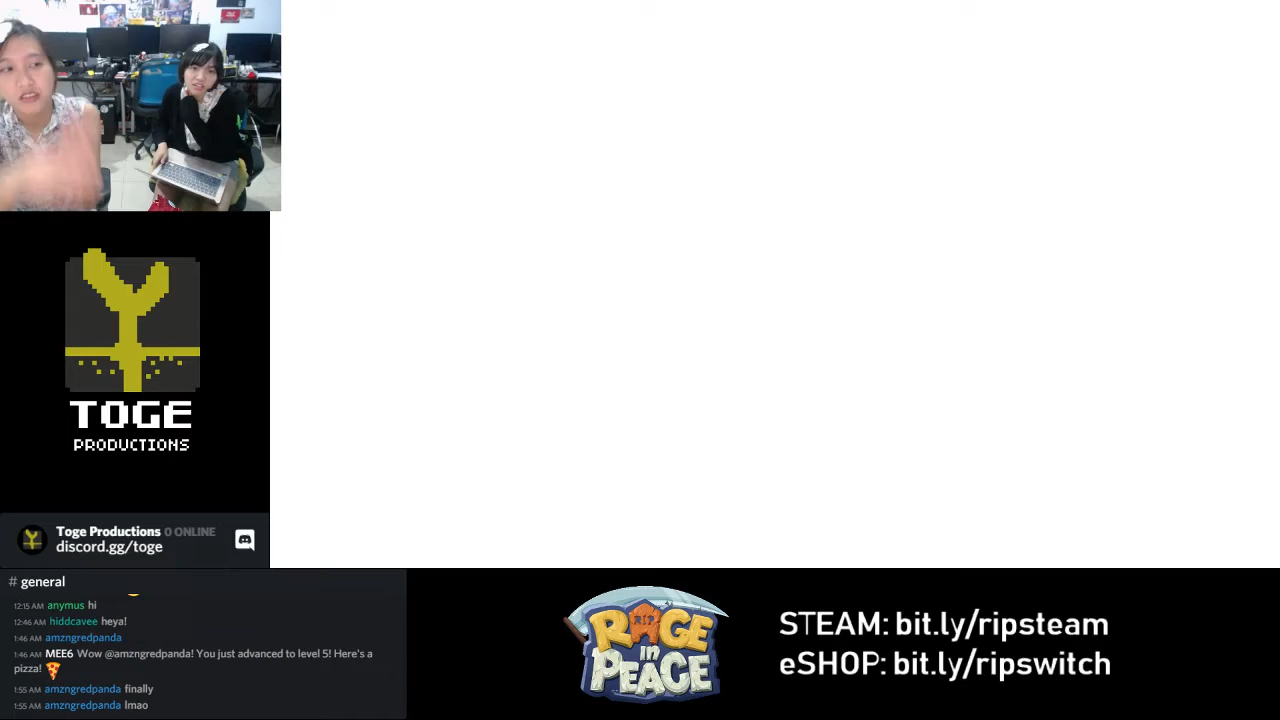 TOGE
PRODUCTIONS
Toge Productions 0 ONLINE
discord.gg/toge
# general
12:15 AM anymus hi
12:46 AM hiddcavee heya!
1:46 AM amzngredpanda
1:46 AM MEE6 Wow @amzngredpanda! You just advanced to level 5! Here's a
pizza!
1:55 AM amzngredpanda finally
1:55 AM amzngredpanda lmao
RIP
RAGE
in
PEACE
STEAM: bit.ly/ripsteam
eSHOP: bit.ly/ripswitch